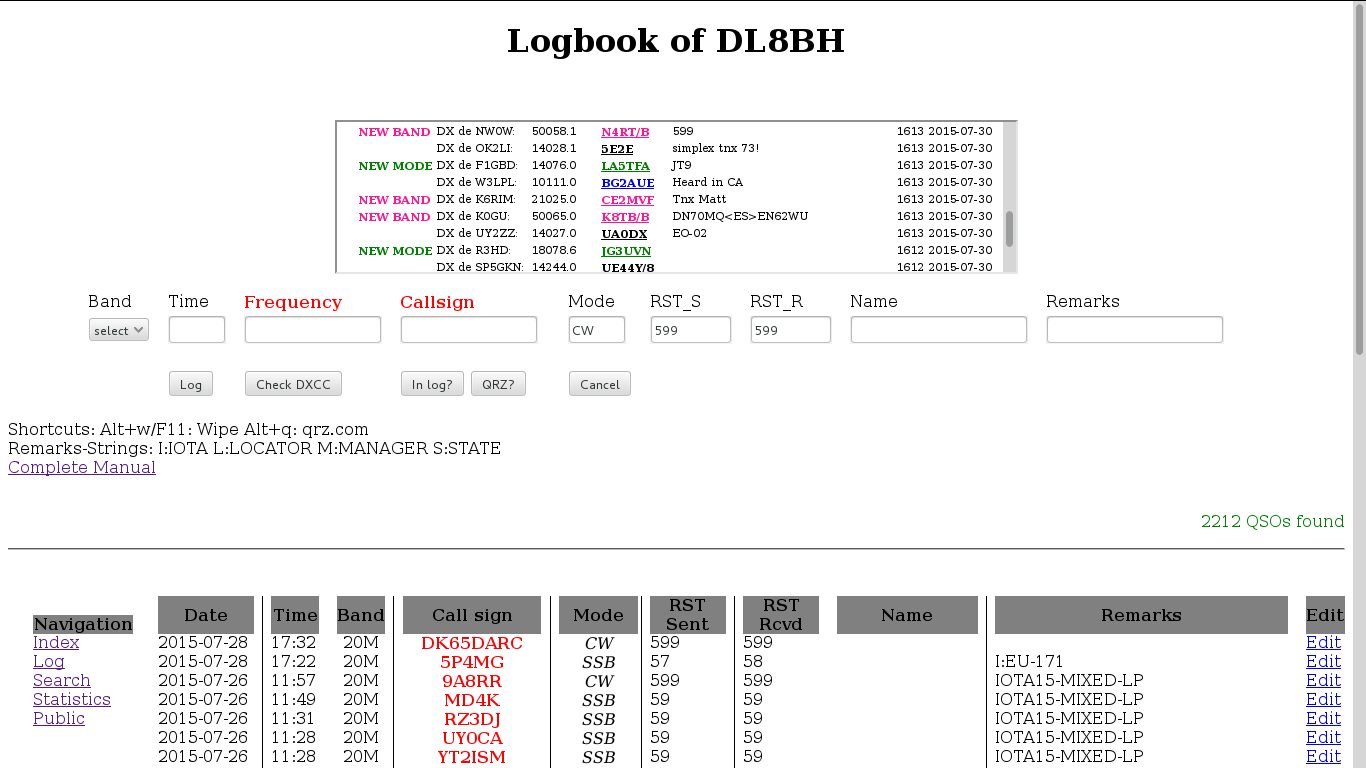 Logbook of DL8BH
NEW BAND DX de NW0W: 50058.1 N4RT/B 599 1613 2015-07-30
DX de OK2LI: 14028.1 5E2E simplex tnx 73! 1613 2015-07-30
NEW MODE DX de F1GBD: 14076.0 LA5TFA JT9 1613 2015-07-30
DX de W3LPL: 10111.0 BG2AUE Heard in CA 1613 2015-07-30
NEW BAND DX de K6RIM: 21025.0 CE2MVF Tnx Matt 1613 2015-07-30
NEW BAND DX de K0GU: 50065.0 K8TB/B DN70MQ<ES>EN62WU 1613 2015-07-30
DX de UY2ZZ: 14027.0 UA0DX EO-02 1613 2015-07-30
NEW MODE DX de R3HD: 18078.6 JG3UVN 1612 2015-07-30
DX de SP5GKN: 14244.0 UE44Y/8 1612 2015-07-30
Band Time Frequency Callsign Mode RST_S RST_R Name Remarks
select CW 599 599
Log Check DXCC In log? QRZ? Cancel
Shortcuts: Alt+w/F11: Wipe Alt+q: qrz.com
Remarks-Strings: I:IOTA L:LOCATOR M:MANAGER S:STATE
Complete Manual
2212 QSOs found
Navigation
Index
Log
Search
Statistics
Public
Date Time Band Call sign Mode RST Sent RST Rcvd Name Remarks Edit
2015-07-28 17:32 20M DK65DARC CW 599 599 Edit
2015-07-28 17:22 20M 5P4MG SSB 57 58 I:EU-171 Edit
2015-07-26 11:57 20M 9A8RR CW 599 599 IOTA15-MIXED-LP Edit
2015-07-26 11:49 20M MD4K SSB 59 59 IOTA15-MIXED-LP Edit
2015-07-26 11:31 20M RZ3DJ SSB 59 59 IOTA15-MIXED-LP Edit
2015-07-26 11:28 20M UY0CA SSB 59 59 IOTA15-MIXED-LP Edit
2015-07-26 11:28 20M YT2ISM SSB 59 59 IOTA15-MIXED-LP Edit